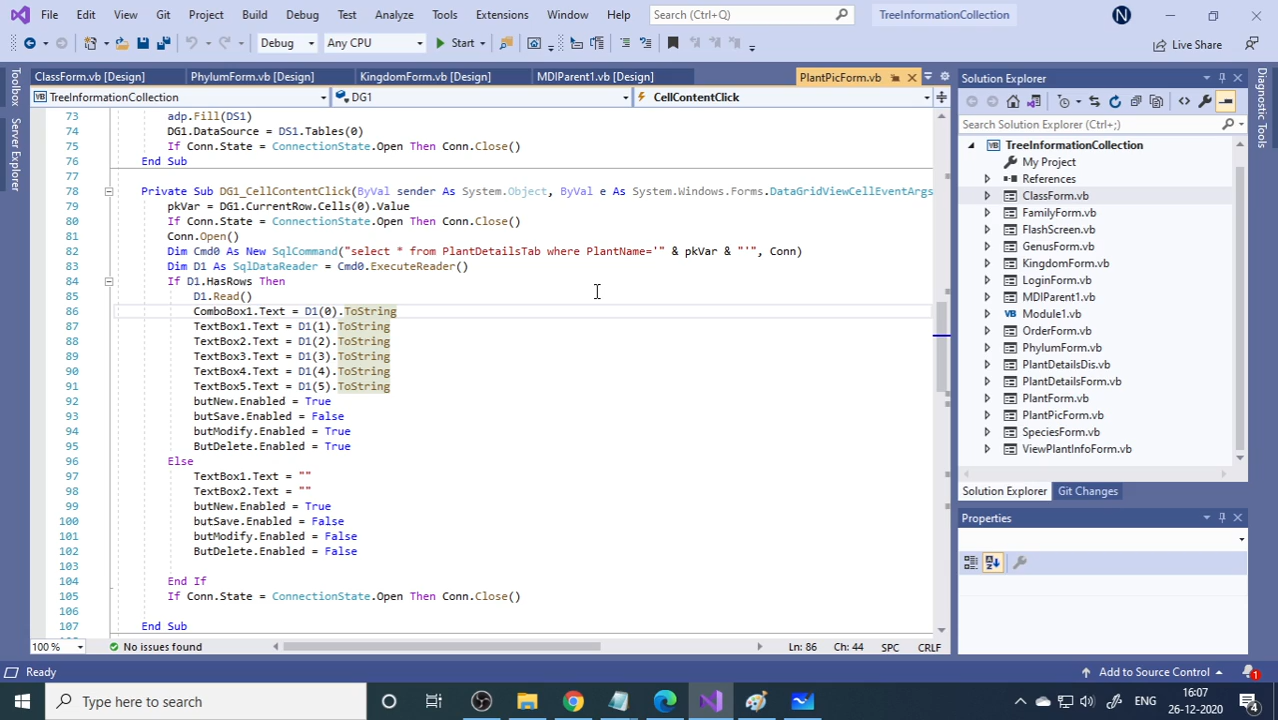 File Edit View Git Project Build Debug Test Analyze Tools Extensions Window Help Search (Ctrl+Q) TreeInformationCollection N
Debug Any CPU Start Live Share
ClassForm.vb [Design] PhylumForm.vb [Design] KingdomForm.vb [Design] MDIParent1.vb [Design] PlantPicForm.vb
TreeInformationCollection DG1 CellContentClick
73 adp.Fill(DS1)
74 DG1.DataSource = DS1.Tables(0)
75 If Conn.State = ConnectionState.Open Then Conn.Close()
76 End Sub
77
78 Private Sub DG1_CellContentClick(ByVal sender As System.Object, ByVal e As System.Windows.Forms.DataGridViewCellEventArgs
79 pkVar = DG1.CurrentRow.Cells(0).Value
80 If Conn.State = ConnectionState.Open Then Conn.Close()
81 Conn.Open()
82 Dim Cmd0 As New SqlCommand("select * from PlantDetailsTab where PlantName='" & pkVar & "'", Conn)
83 Dim D1 As SqlDataReader = Cmd0.ExecuteReader()
84 If D1.HasRows Then
85 D1.Read()
86 ComboBox1.Text = D1(0).ToString
87 TextBox1.Text = D1(1).ToString
88 TextBox2.Text = D1(2).ToString
89 TextBox3.Text = D1(3).ToString
90 TextBox4.Text = D1(4).ToString
91 TextBox5.Text = D1(5).ToString
92 butNew.Enabled = True
93 butSave.Enabled = False
94 butModify.Enabled = True
95 ButDelete.Enabled = True
96 Else
97 TextBox1.Text = ""
98 TextBox2.Text = ""
99 butNew.Enabled = True
100 butSave.Enabled = False
101 butModify.Enabled = False
102 ButDelete.Enabled = False
103
104 End If
105 If Conn.State = ConnectionState.Open Then Conn.Close()
106
107 End Sub
100 % No issues found Ln: 86 Ch: 44 SPC CRLF
Toolbox
Server Explorer
Solution Explorer
Search Solution Explorer (Ctrl+;)
TreeInformationCollection
My Project
References
ClassForm.vb
FamilyForm.vb
FlashScreen.vb
GenusForm.vb
KingdomForm.vb
LoginForm.vb
MDIParent1.vb
Module1.vb
OrderForm.vb
PhylumForm.vb
PlantDetailsDis.vb
PlantDetailsForm.vb
PlantForm.vb
PlantPicForm.vb
SpeciesForm.vb
ViewPlantInfoForm.vb
Solution Explorer Git Changes
Properties
Diagnostic Tools
Ready Add to Source Control 1
Type here to search ENG 16:07
26-12-2020 4